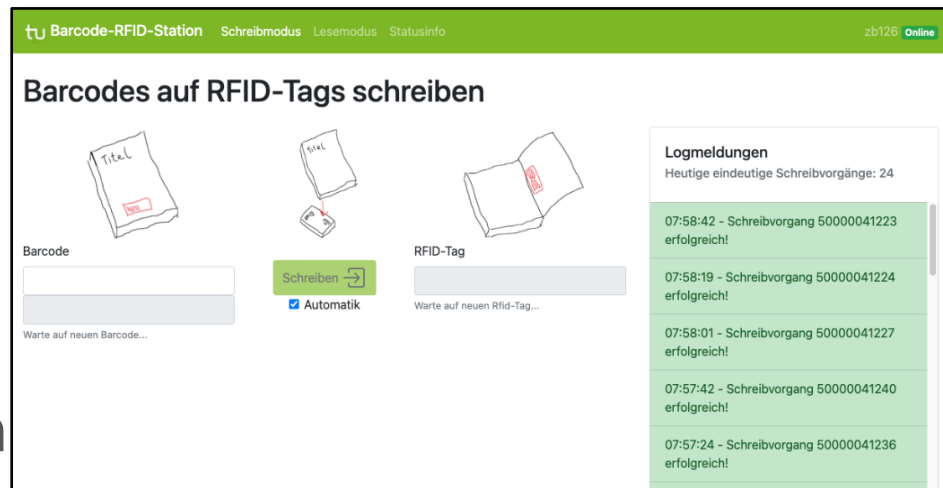 tu Barcode-RFID-Station Schreibmodus Lesemodus Statusinfo zb126 Online
Barcodes auf RFID-Tags schreiben
Titel
Titel
Barcode
Schreiben
Automatik
Warte auf neuen Barcode...
RFID-Tag
Warte auf neuen Rfid-Tag...
Logmeldungen
Heutige eindeutige Schreibvorgänge: 24
07:58:42 - Schreibvorgang 50000041223
erfolgreich!
07:58:19 - Schreibvorgang 50000041224
erfolgreich!
07:58:01 - Schreibvorgang 50000041227
erfolgreich!
07:57:42 - Schreibvorgang 50000041240
erfolgreich!
07:57:24 - Schreibvorgang 50000041236
erfolgreich!